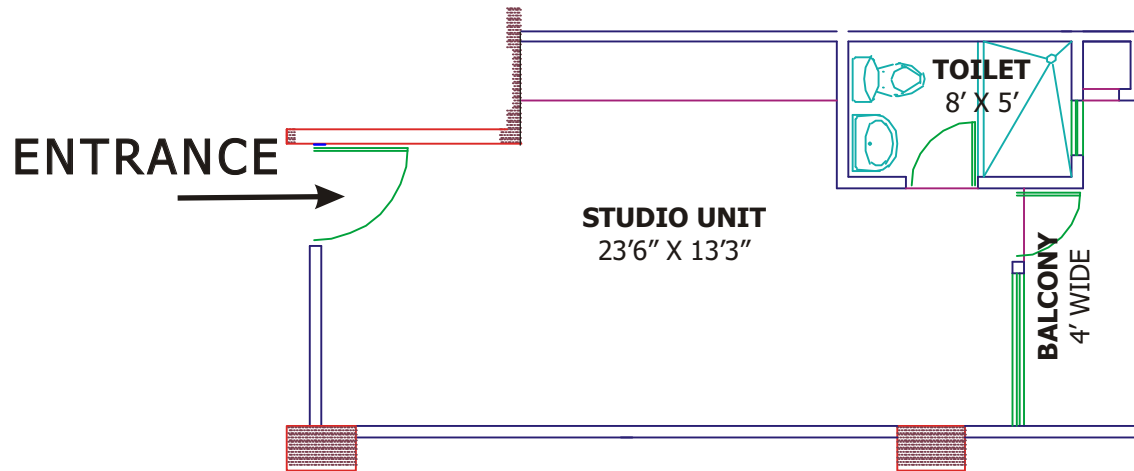 ENTRANCE
TOILET
8’ X 5’
STUDIO UNIT
23’6” X 13’3”
BALCONY
4’ WIDE